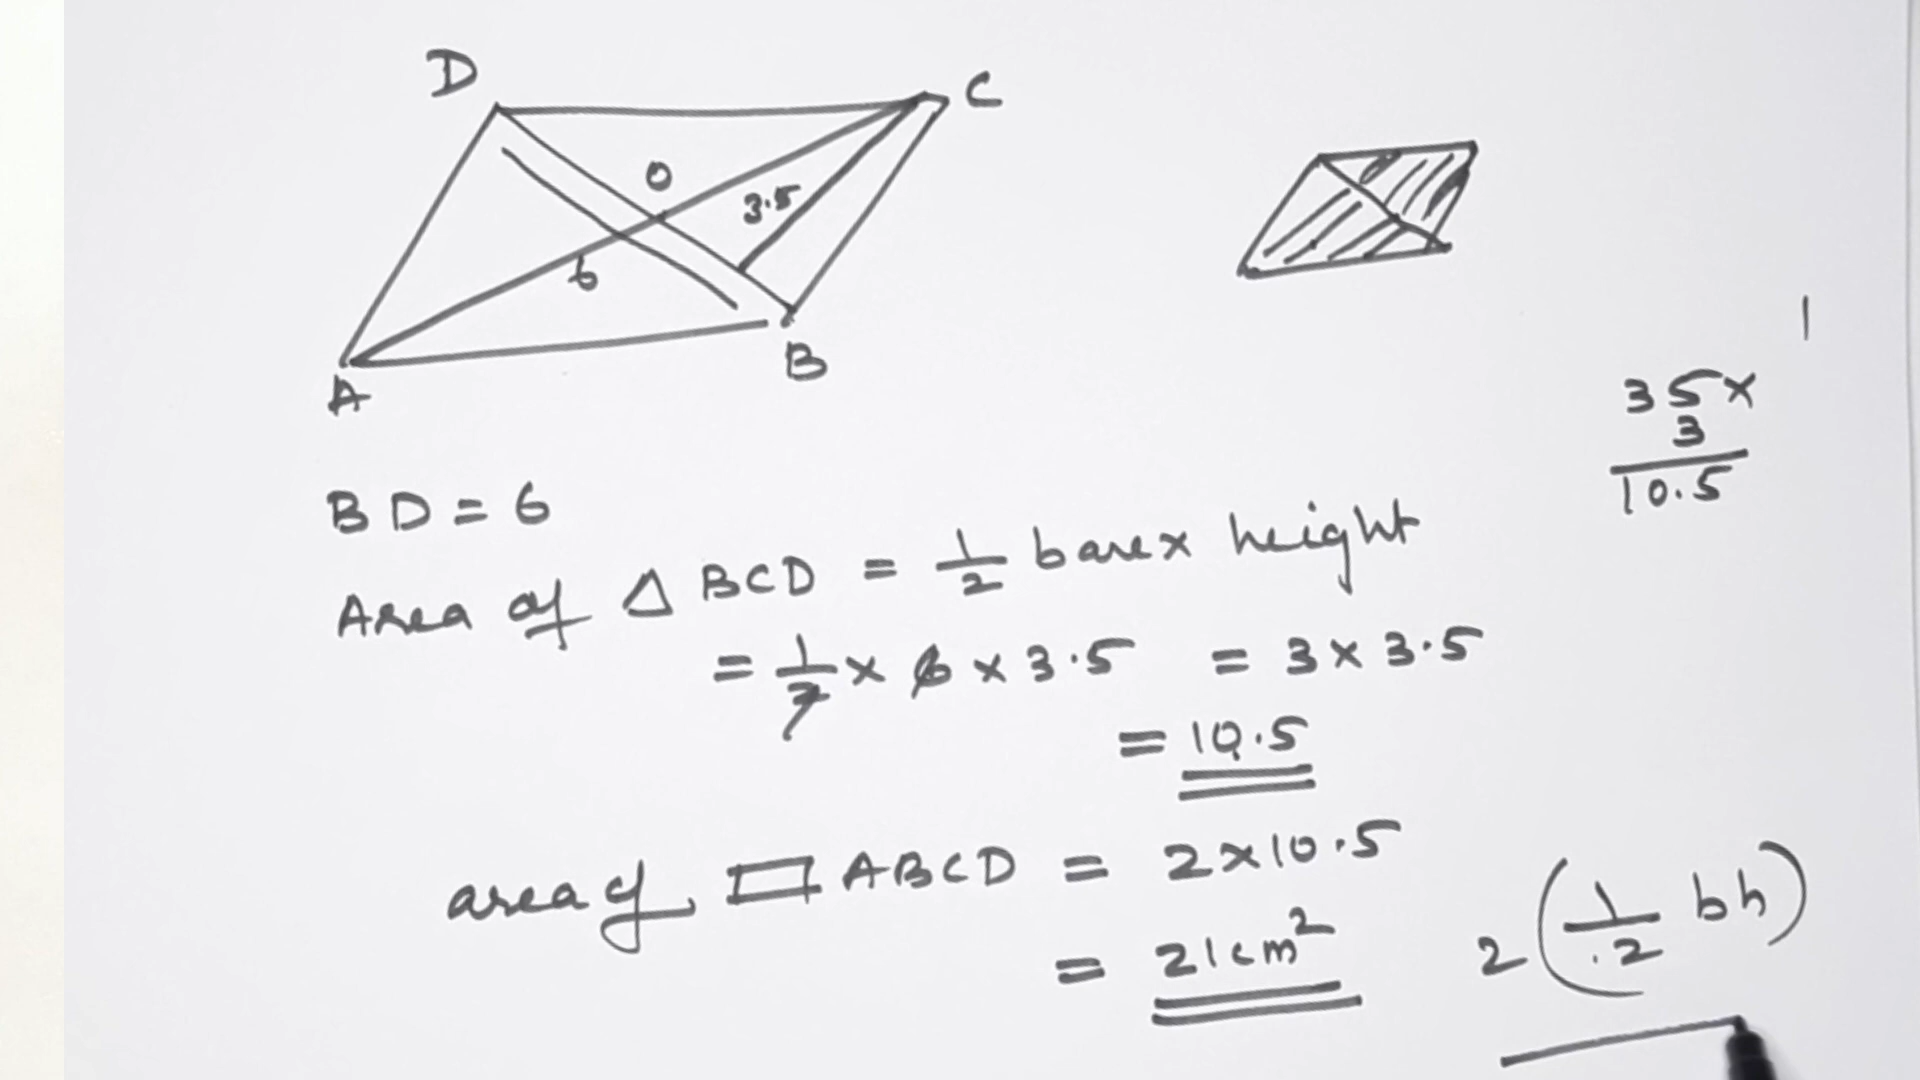 D
C
O
3.5
6
A
B
35×
3
10.5
BD = 6
Area of △ BCD = 1/2 base × height
= 1/2 × 6 × 3.5 = 3 × 3.5
= 10.5
area of ▭ ABCD = 2×10.5
= 21cm²
2(1/2 bh)